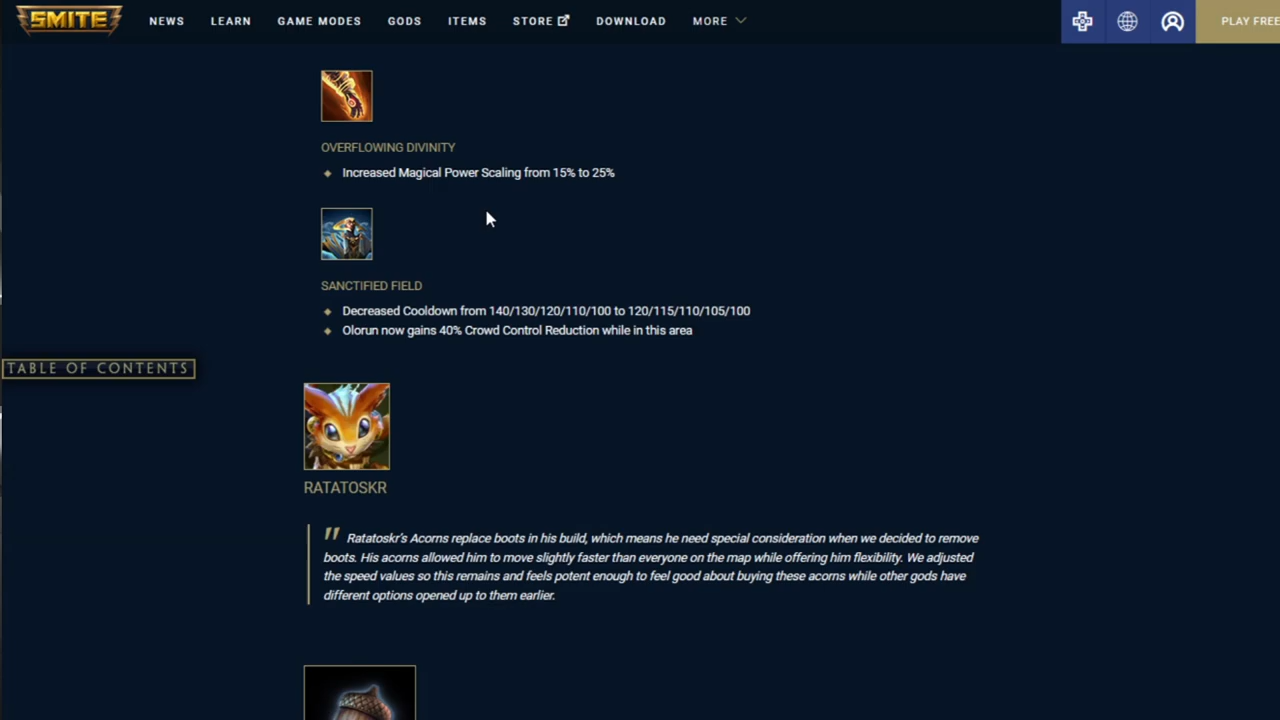 SMITE NEWS LEARN GAME MODES GODS ITEMS STORE DOWNLOAD MORE PLAY FREE
OVERFLOWING DIVINITY
Increased Magical Power Scaling from 15% to 25%
SANCTIFIED FIELD
Decreased Cooldown from 140/130/120/110/100 to 120/115/110/105/100
Olorun now gains 40% Crowd Control Reduction while in this area
TABLE OF CONTENTS
RATATOSKR
" Ratatoskr's Acorns replace boots in his build, which means he need special consideration when we decided to remove
boots. His acorns allowed him to move slightly faster than everyone on the map while offering him flexibility. We adjusted
the speed values so this remains and feels potent enough to feel good about buying these acorns while other gods have
different options opened up to them earlier.